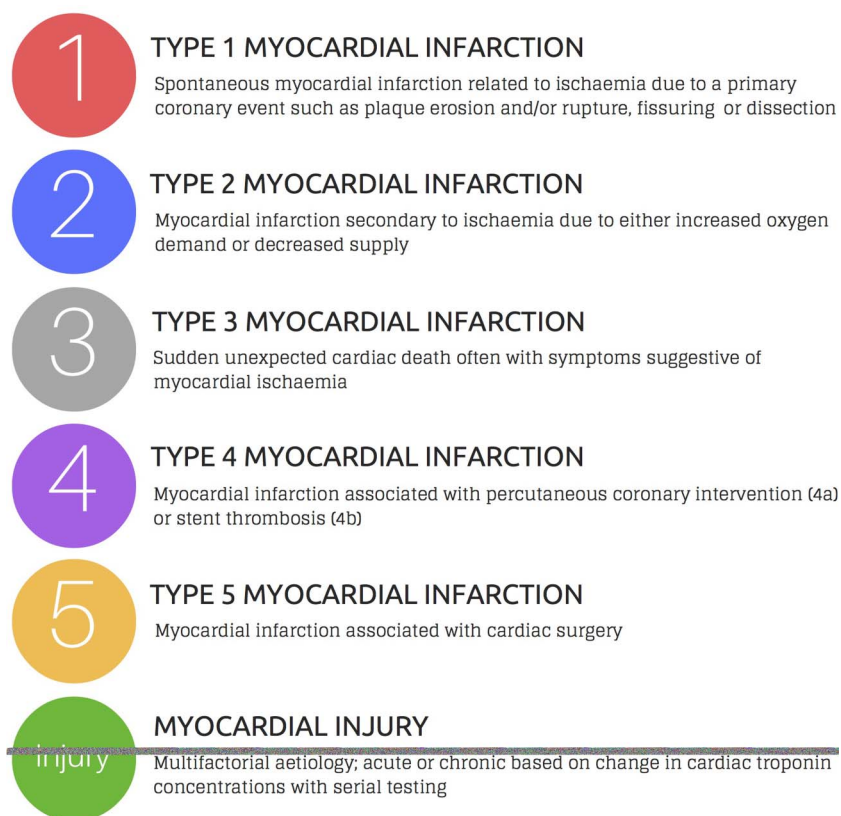 1
TYPE 1 MYOCARDIAL INFARCTION
Spontaneous myocardial infarction related to ischaemia due to a primary
coronary event such as plaque erosion and/or rupture, fissuring or dissection
2
TYPE 2 MYOCARDIAL INFARCTION
Myocardial infarction secondary to ischaemia due to either increased oxygen
demand or decreased supply
3
TYPE 3 MYOCARDIAL INFARCTION
Sudden unexpected cardiac death often with symptoms suggestive of
myocardial ischaemia
4
TYPE 4 MYOCARDIAL INFARCTION
Myocardial infarction associated with percutaneous coronary intervention (4a)
or stent thrombosis (4b)
5
TYPE 5 MYOCARDIAL INFARCTION
Myocardial infarction associated with cardiac surgery
injury
MYOCARDIAL INJURY
Multifactorial aetiology; acute or chronic based on change in cardiac troponin
concentrations with serial testing